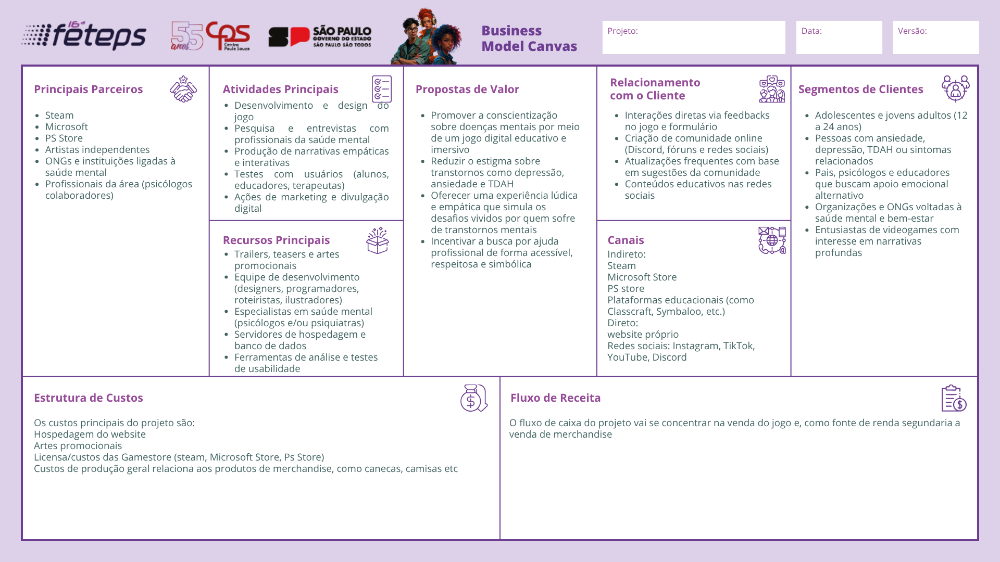 16ª
feteps
55 anos
CPS
Centro
Paula Souza
SP
SÃO PAULO
GOVERNO DO ESTADO
SÃO PAULO SÃO TODOS
Business
Model Canvas
Projeto:
Data:
Versão:
Principais Parceiros
• Steam
• Microsoft
• PS Store
• Artistas independentes
• ONGs e instituições ligadas à
saúde mental
• Profissionais da área (psicólogos
colaboradores)
Atividades Principais
• Desenvolvimento e design do
jogo
• Pesquisa e entrevistas com
profissionais da saúde mental
• Produção de narrativas empáticas
e interativas
• Testes com usuários (alunos,
educadores, terapeutas)
• Ações de marketing e divulgação
digital
Recursos Principais
• Trailers, teasers e artes
promocionais
• Equipe de desenvolvimento
(designers, programadores,
roteiristas, ilustradores)
• Especialistas em saúde mental
(psicólogos e/ou psiquiatras)
• Servidores de hospedagem e
banco de dados
• Ferramentas de análise e testes
de usabilidade
Propostas de Valor
• Promover a conscientização
sobre doenças mentais por meio
de um jogo digital educativo e
imersivo
• Reduzir o estigma sobre
transtornos como depressão,
ansiedade e TDAH
• Oferecer uma experiência lúdica
e empática que simula os
desafios vividos por quem sofre
de transtornos mentais
• Incentivar a busca por ajuda
profissional de forma acessível,
respeitosa e simbólica
Relacionamento
com o Cliente
• Interações diretas via feedbacks
no jogo e formulário
• Criação de comunidade online
(Discord, fóruns e redes sociais)
• Atualizações frequentes com base
em sugestões da comunidade
• Conteúdos educativos nas redes
sociais
Canais
Indireto:
Steam
Microsoft Store
PS store
Plataformas educacionais (como
Classcraft, Symbaloo, etc.)
Direto:
website próprio
Redes sociais: Instagram, TikTok,
YouTube, Discord
Segmentos de Clientes
• Adolescentes e jovens adultos (12
a 24 anos)
• Pessoas com ansiedade,
depressão, TDAH ou sintomas
relacionados
• Pais, psicólogos e educadores
que buscam apoio emocional
alternativo
• Organizações e ONGs voltadas à
saúde mental e bem-estar
• Entusiastas de videogames com
interesse em narrativas
profundas
Estrutura de Custos
Os custos principais do projeto são:
Hospedagem do website
Artes promocionais
Licensa/custos das Gamestore (steam, Microsoft Store, Ps Store)
Custos de produção geral relaciona aos produtos de merchandise, como canecas, camisas etc
Fluxo de Receita
O fluxo de caixa do projeto vai se concentrar na venda do jogo e, como fonte de renda segundaria a
venda de merchandise